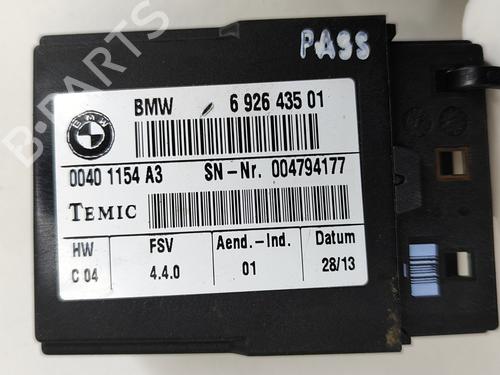 PASS
BMW 6 926 435 01
BMW
0040 1154 A3 SN-Nr. 004794177
TEMIC
HW FSV Aend.-Ind. Datum
C 04 4.4.0 01 28/13
B-PARTS